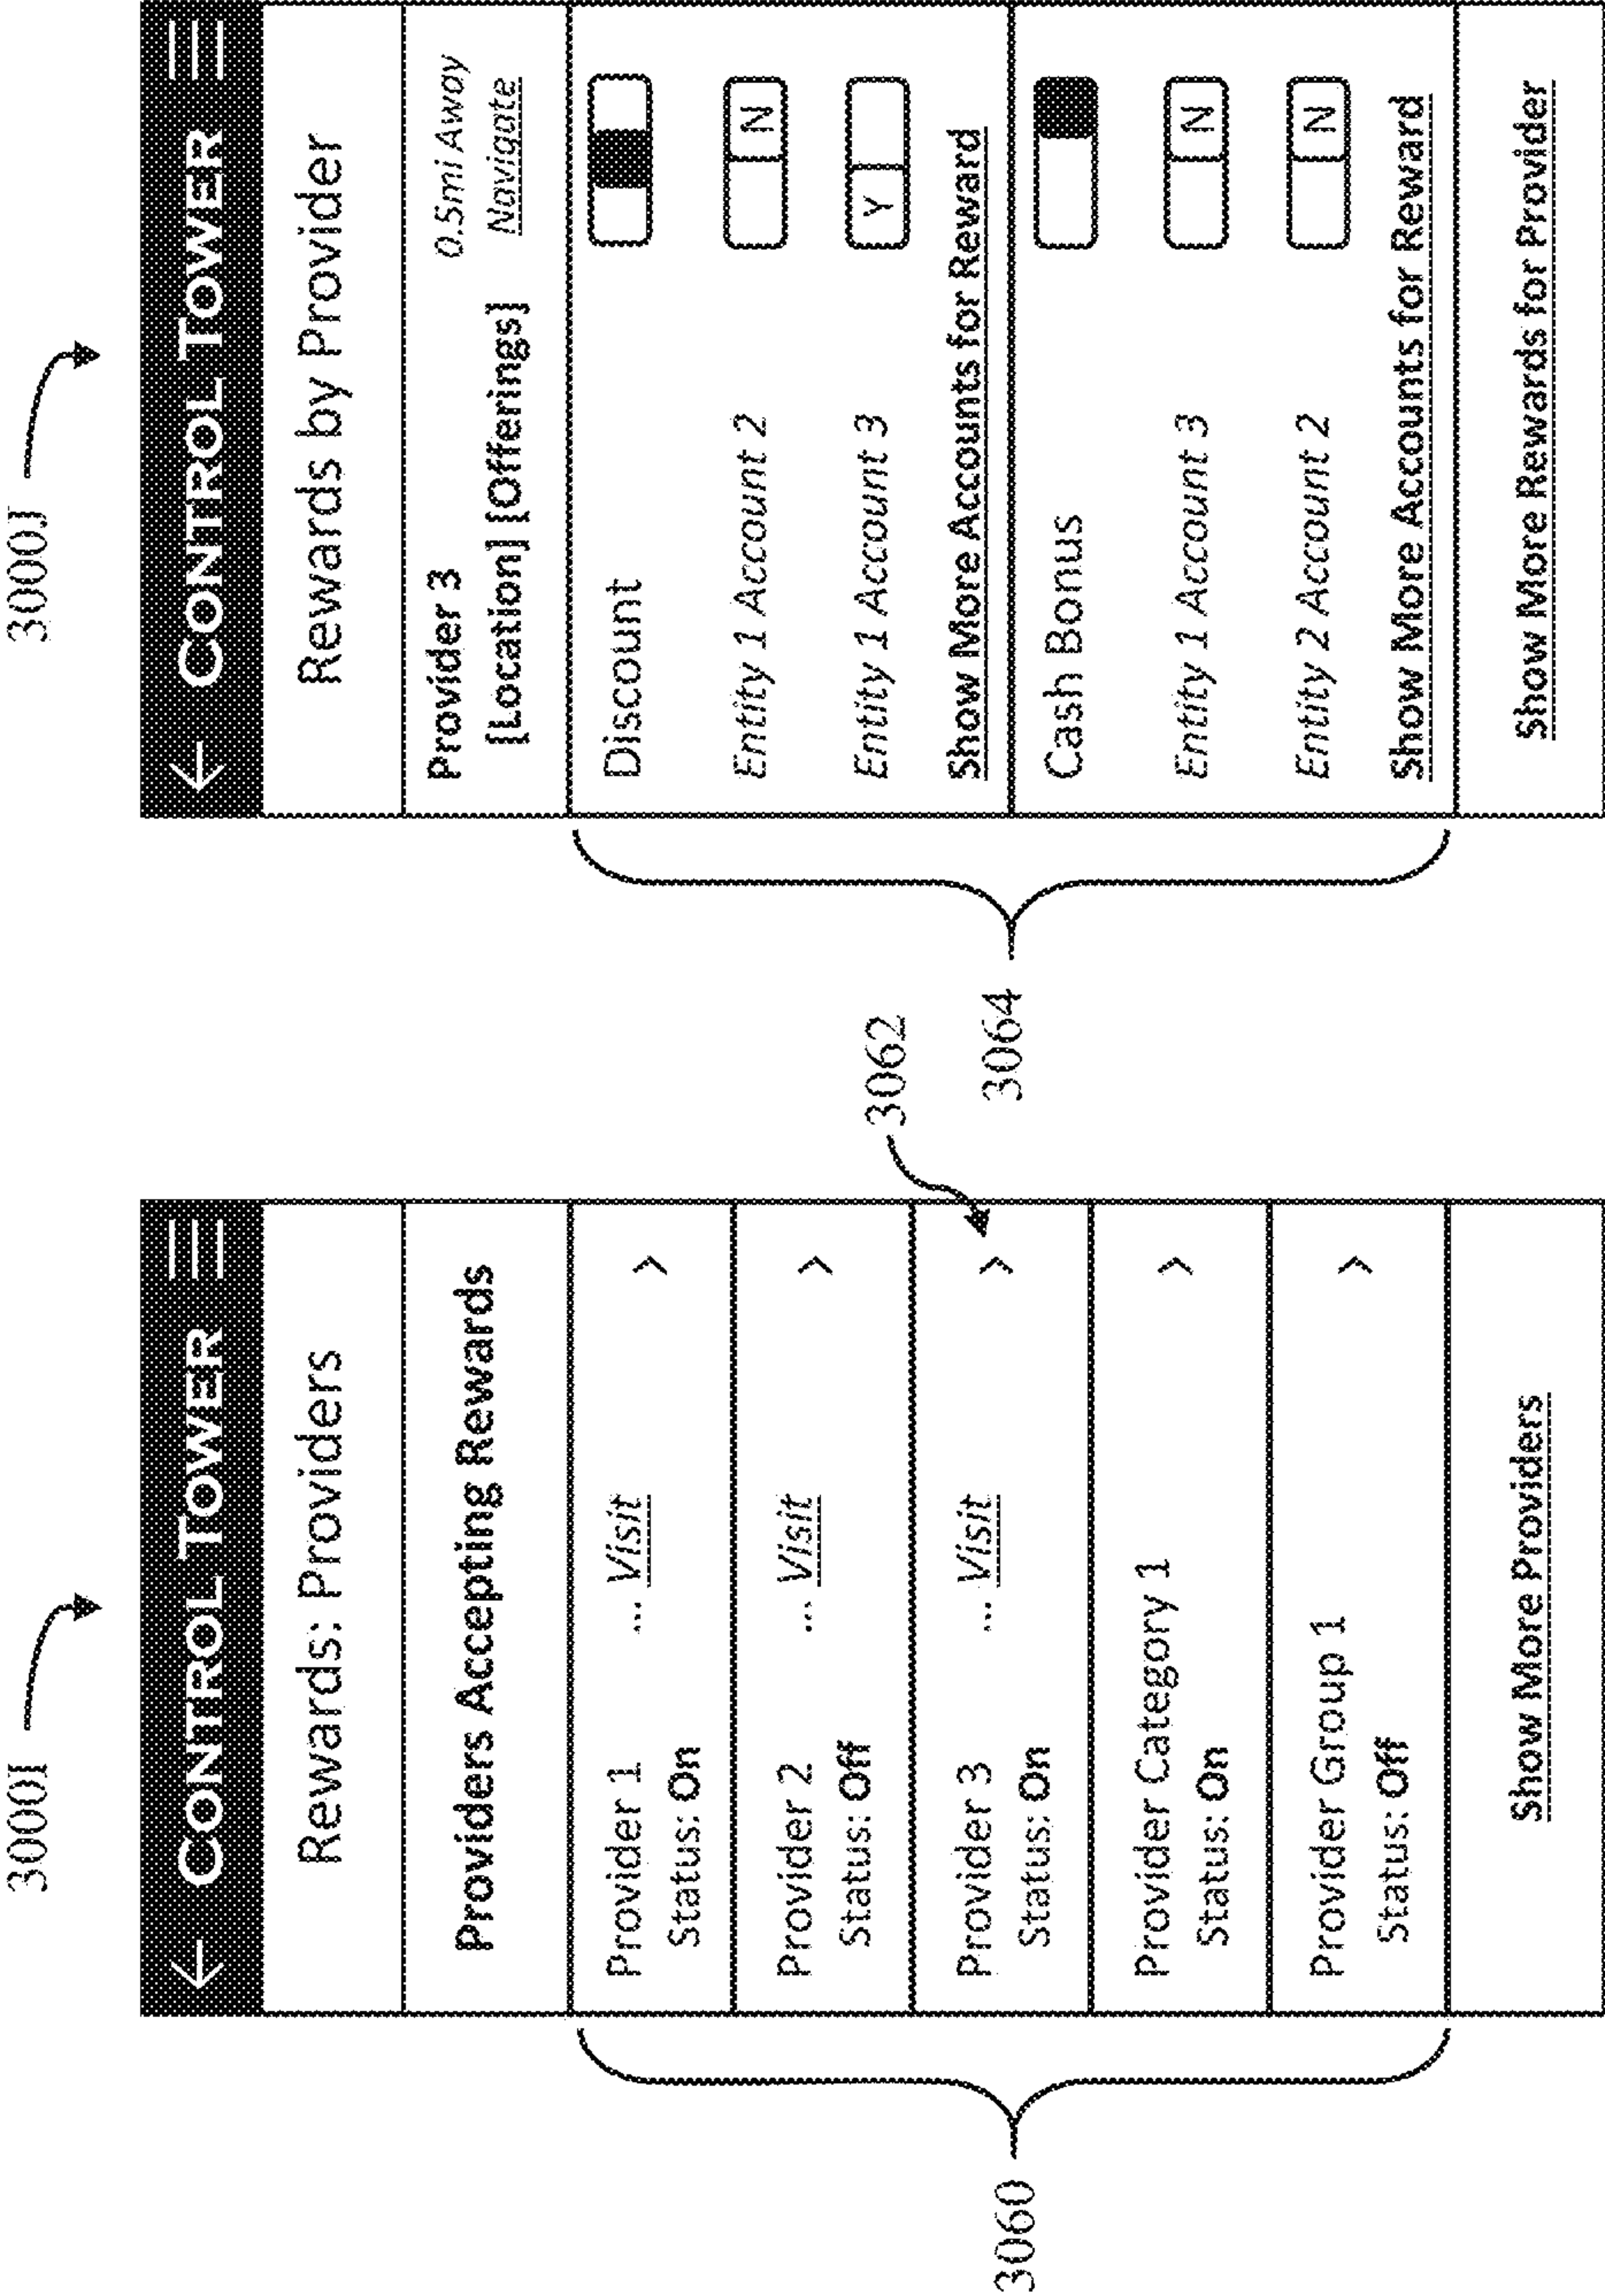 3000I
← CONTROL TOWER
Rewards: Providers
Providers Accepting Rewards
Provider 1 ... Visit >
Status: On
Provider 2 ... Visit >
Status: Off
Provider 3 ... Visit >
Status: On
Provider Category 1 >
Status: On
Provider Group 1 >
Status: Off
Show More Providers
3060
3062
3000J
← CONTROL TOWER
Rewards by Provider
Provider 3 0.5mi Away
[Location] [Offerings] Navigate
Discount
Entity 1 Account 2 N
Entity 1 Account 3 Y
Show More Accounts for Reward
Cash Bonus
Entity 1 Account 3 N
Entity 2 Account 2 N
Show More Accounts for Reward
Show More Rewards for Provider
3064